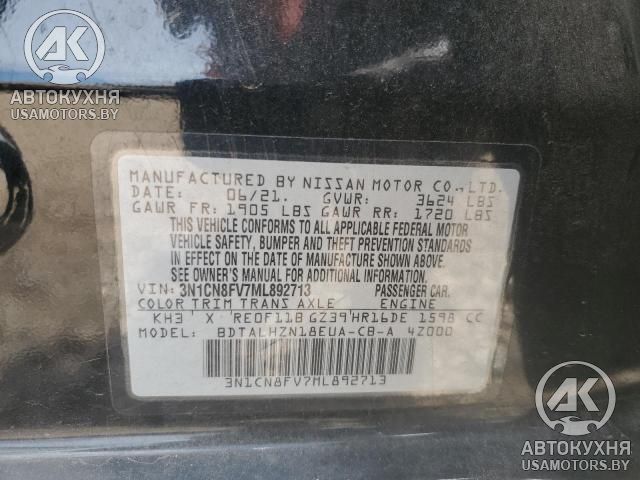 AK
АВТОКУХНЯ
USAMOTORS.BY
MANUFACTURED BY NISSAN MOTOR CO., LTD.
DATE: 06/21. GVWR: 3624 LBS
GAWR FR: 1905 LBS GAWR RR: 1720 LBS
THIS VEHICLE CONFORMS TO ALL APPLICABLE FEDERAL MOTOR
VEHICLE SAFETY, BUMPER AND THEFT PREVENTION STANDARDS
IN EFFECT ON THE DATE OF MANUFACTURE SHOWN ABOVE.
SEE OWNER'S MANUAL FOR ADDITIONAL INFORMATION.
VIN: 3N1CN8FV7ML892713 PASSENGER CAR.
COLOR TRIM TRANS AXLE ENGINE
KH3 X RE0F11B GZ39 HR16DE 1598 CC
MODEL: BDTALHZN18EUA-CB-A 4Z000
3N1CN8FV7ML892713
AK
АВТОКУХНЯ
USAMOTORS.BY